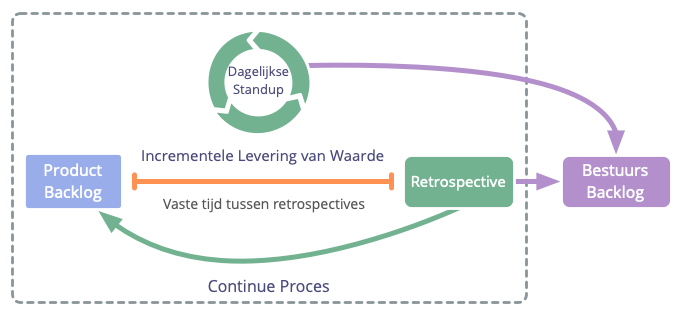 Dagelijkse
Standup
Incrementele Levering van Waarde
Product
Backlog
Retrospective
Bestuurs
Backlog
Vaste tijd tussen retrospectives
Continue Proces